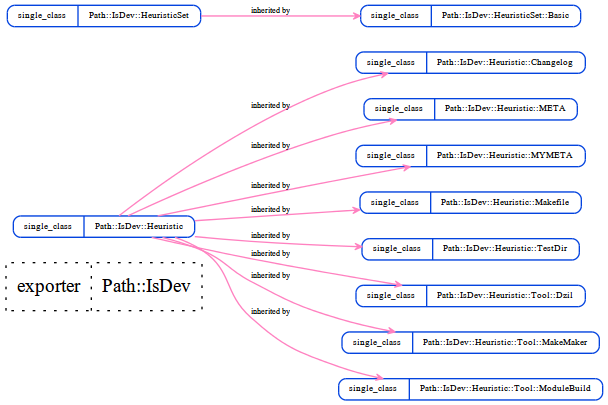 single_class Path::IsDev::HeuristicSet inherited by single_class Path::IsDev::HeuristicSet::Basic
single_class Path::IsDev::Heuristic::Changelog
inherited by
single_class Path::IsDev::Heuristic::META
inherited by
single_class Path::IsDev::Heuristic::MYMETA
inherited by
single_class Path::IsDev::Heuristic::Makefile
inherited by
single_class Path::IsDev::Heuristic
inherited by
single_class Path::IsDev::Heuristic::TestDir
inherited by
inherited by
exporter Path::IsDev
single_class Path::IsDev::Heuristic::Tool::Dzil
inherited by
single_class Path::IsDev::Heuristic::Tool::MakeMaker
single_class Path::IsDev::Heuristic::Tool::ModuleBuild